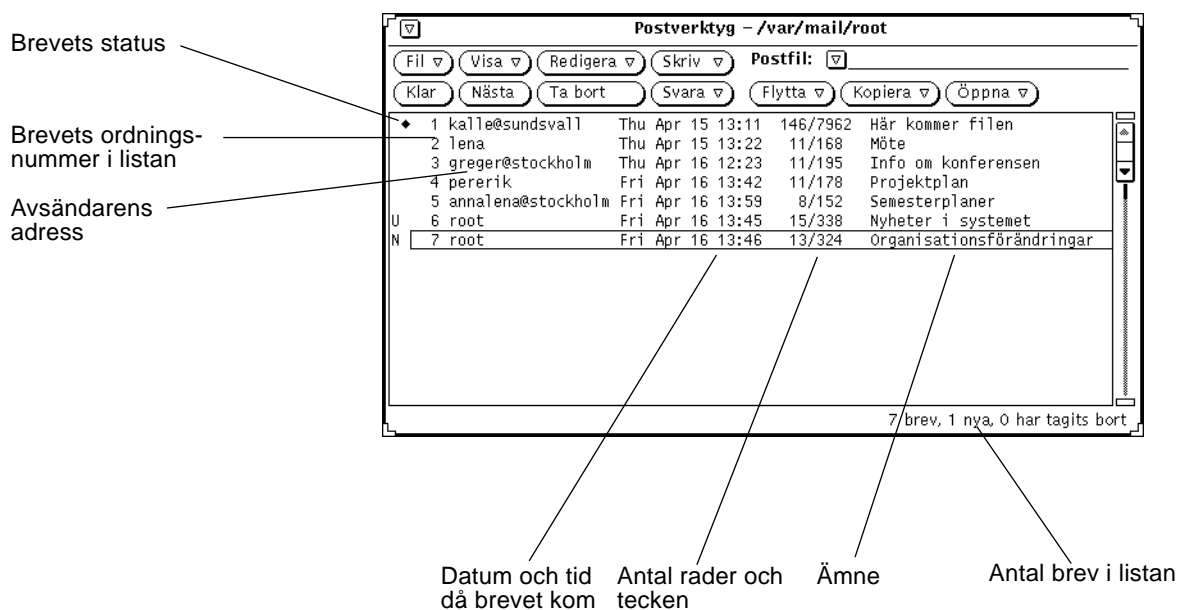 Postverktyg – /var/mail/root
Brevets status
Fil Visa Redigera Skriv Postfil:
Klar Nästa Ta bort Svara Flytta Kopiera Öppna
1 kalle@sundsvall Thu Apr 15 13:11 146/7962 Här kommer filen
Brevets ordnings-
nummer i listan
2 lena Thu Apr 15 13:22 11/168 Möte
3 greger@stockholm Thu Apr 16 12:23 11/195 Info om konferensen
4 pererik Fri Apr 16 13:42 11/178 Projektplan
Avsändarens
adress
5 annalena@stockholm Fri Apr 16 13:59 8/152 Semesterplaner
U 6 root Fri Apr 16 13:45 15/338 Nyheter i systemet
N 7 root Fri Apr 16 13:46 13/324 Organisationsförändringar
7 brev, 1 nya, 0 har tagits bort
Datum och tid
då brevet kom
Antal rader och
tecken
Ämne
Antal brev i listan